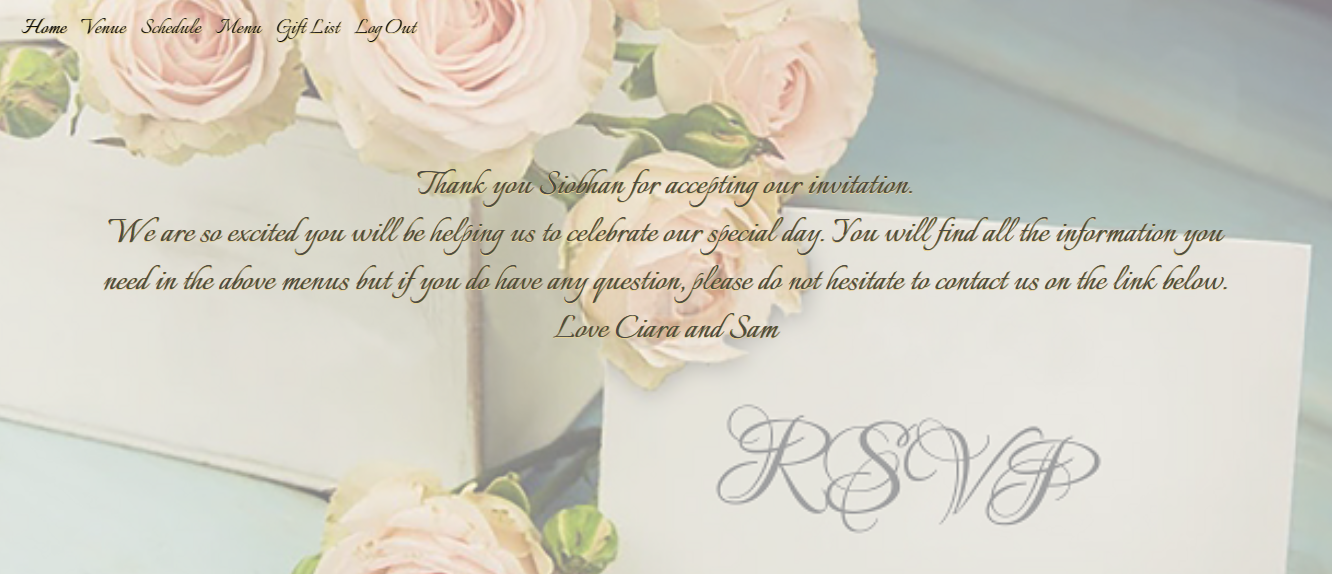 Home Venue Schedule Menu Gift List Log Out
Thank you Siobhan for accepting our invitation.
We are so excited you will be helping us to celebrate our special day. You will find all the information you
need in the above menus but if you do have any question, please do not hesitate to contact us on the link below.
Love Ciara and Sam
RSVP